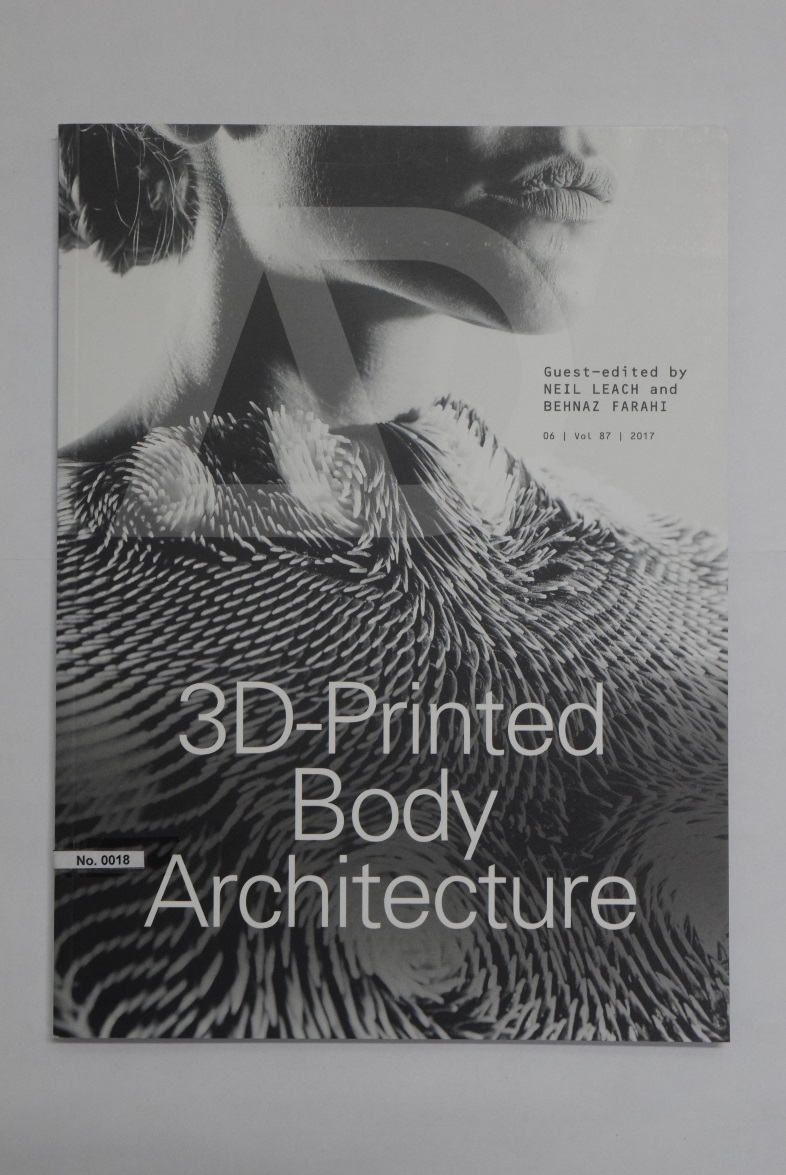 AD
Guest-edited by
NEIL LEACH and
BEHNAZ FARAHI
06 | Vol 87 | 2017
3D-Printed
Body
No. 0018
Architecture